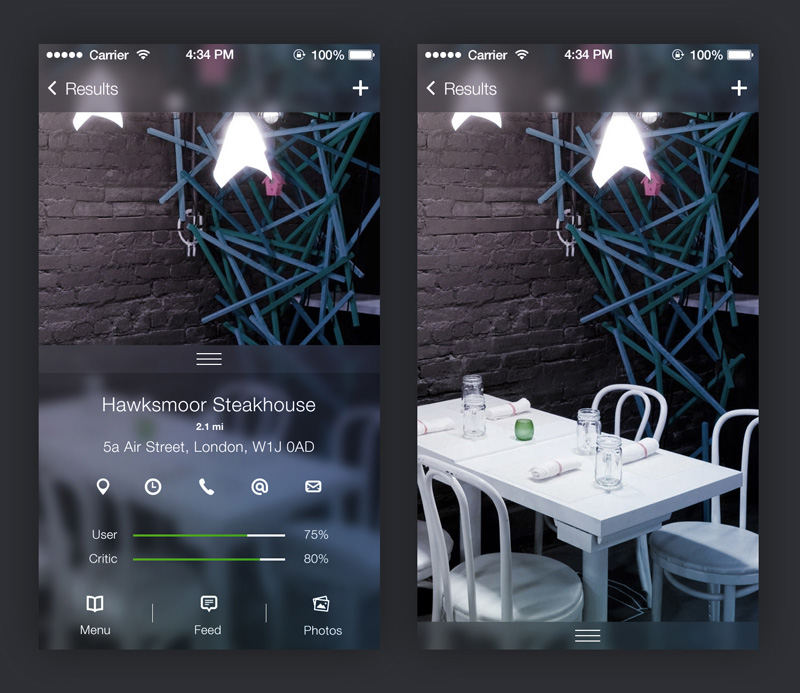 Carrier 4:34 PM 100%
Results
Hawksmoor Steakhouse
2.1 mi
5a Air Street, London, W1J 0AD
User 75%
Critic 80%
Menu Feed Photos
Carrier 4:34 PM 100%
Results